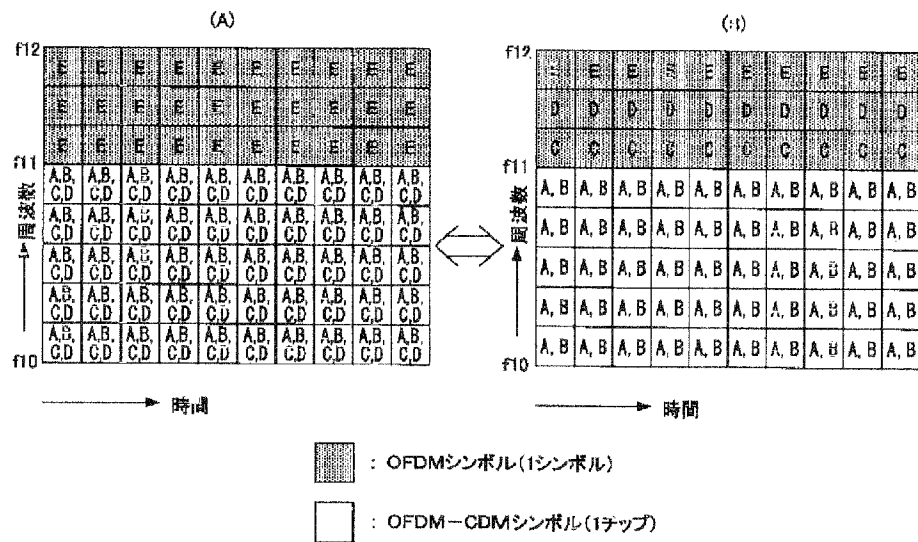 (A)
(B)
f12
E E E E E E E E E E
E E E E E E E E E E
E E E E E E E E E E
f11
A,B, A,B, A,B, A,B, A,B, A,B, A,B, A,B, A,B, A,B,
C,D C,D C,D C,D C,D C,D C,D C,D C,D C,D
A,B, A,B, A,B, A,B, A,B, A,B, A,B, A,B, A,B, A,B,
C,D C,D C,D C,D C,D C,D C,D C,D C,D C,D
A,B, A,B, A,B, A,B, A,B, A,B, A,B, A,B, A,B, A,B,
C,D C,D C,D C,D C,D C,D C,D C,D C,D C,D
A,B, A,B, A,B, A,B, A,B, A,B, A,B, A,B, A,B, A,B,
C,D C,D C,D C,D C,D C,D C,D C,D C,D C,D
A,B, A,B, A,B, A,B, A,B, A,B, A,B, A,B, A,B, A,B,
C,D C,D C,D C,D C,D C,D C,D C,D C,D C,D
f10
周波数
時間
f12
E E E E E E E E E E
D D D D D D D D D D
C C C C C C C C C C
f11
A, B A, B A, B A, B A, B A, B A, B A, B A, B A, B
A, B A, B A, B A, B A, B A, B A, B A, B A, B A, B
A, B A, B A, B A, B A, B A, B A, B A, B A, B A, B
A, B A, B A, B A, B A, B A, B A, B A, B A, B A, B
A, B A, B A, B A, B A, B A, B A, B A, B A, B A, B
f10
周波数
時間
: OFDMシンボル(1シンボル)
: OFDM-CDMシンボル(1チップ)